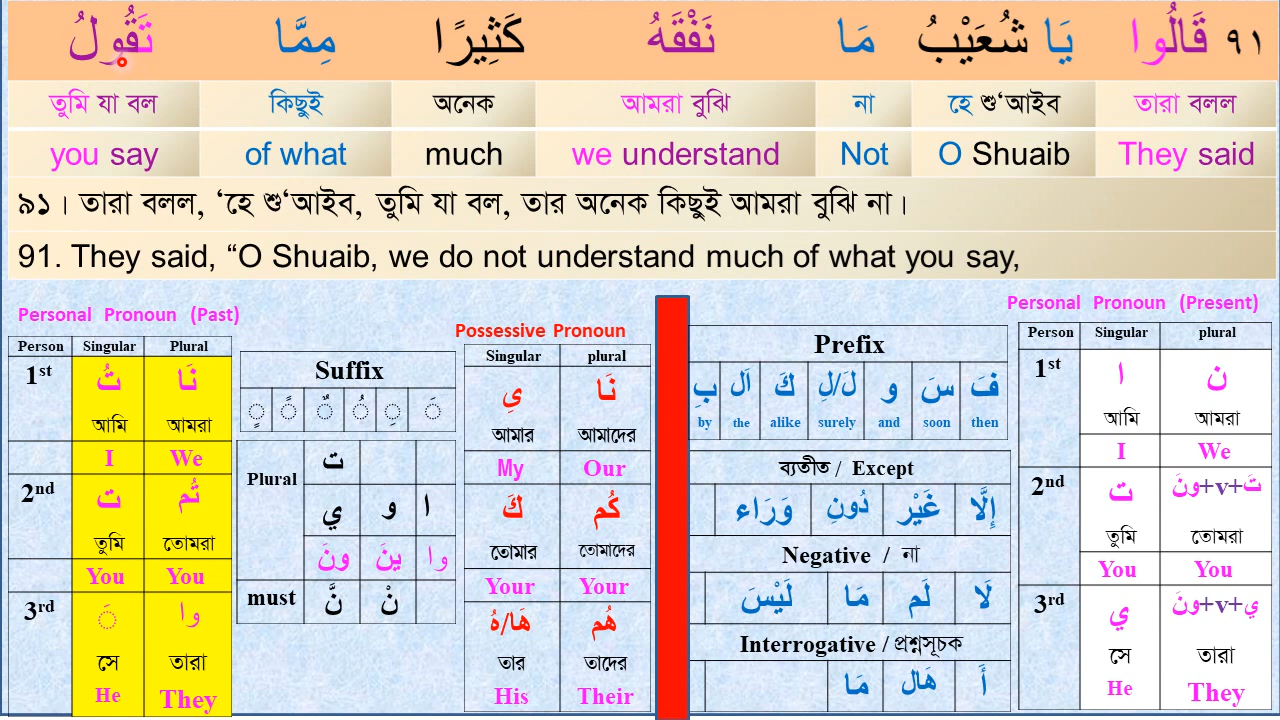 ٩١ قَالُوا يَا شُعَيْبُ مَا نَفْقَهُ كَثِيرًا مِمَّا تَقُولُ
তারা বলল হে শু‘আইব না আমরা বুঝি অনেক কিছুই তুমি যা বল
They said O Shuaib Not we understand much of what you say
৯১। তারা বলল, ‘হে শু‘আইব, তুমি যা বল, তার অনেক কিছুই আমরা বুঝি না।
91. They said, “O Shuaib, we do not understand much of what you say,
Personal Pronoun (Past)
Person Singular Plural
1st تُ نَا
আমি আমরা
I We
2nd ت تُم
তুমি তোমরা
You You
3rd َ وا
সে তারা
He They
Suffix
ٍ ً ٌ ُ ِ َ
Plural ت
ي و ا
ونَ ينَ وا
must نَّ نْ
Possessive Pronoun
Singular plural
يِ نَا
আমার আমাদের
My Our
كَ كُم
তোমার তোমাদের
Your Your
هَا/هُ هُم
তার তাদের
His Their
Prefix
بِ اَل كَ لَ/لِ و سَ فَ
by the alike surely and soon then
ব্যতীত / Except
وَرَاء دُونِ غَيْر إِلَّا
Negative / না
لَيْسَ مَا لَم لَا
Interrogative / প্রশ্নসূচক
مَا هَال أَ
Personal Pronoun (Present)
Person Singular plural
1st ا ن
আমি আমরা
I We
2nd ت تَ+v+ونَ
তুমি তোমরা
You You
3rd ي ي+v+ونَ
সে তারা
He They